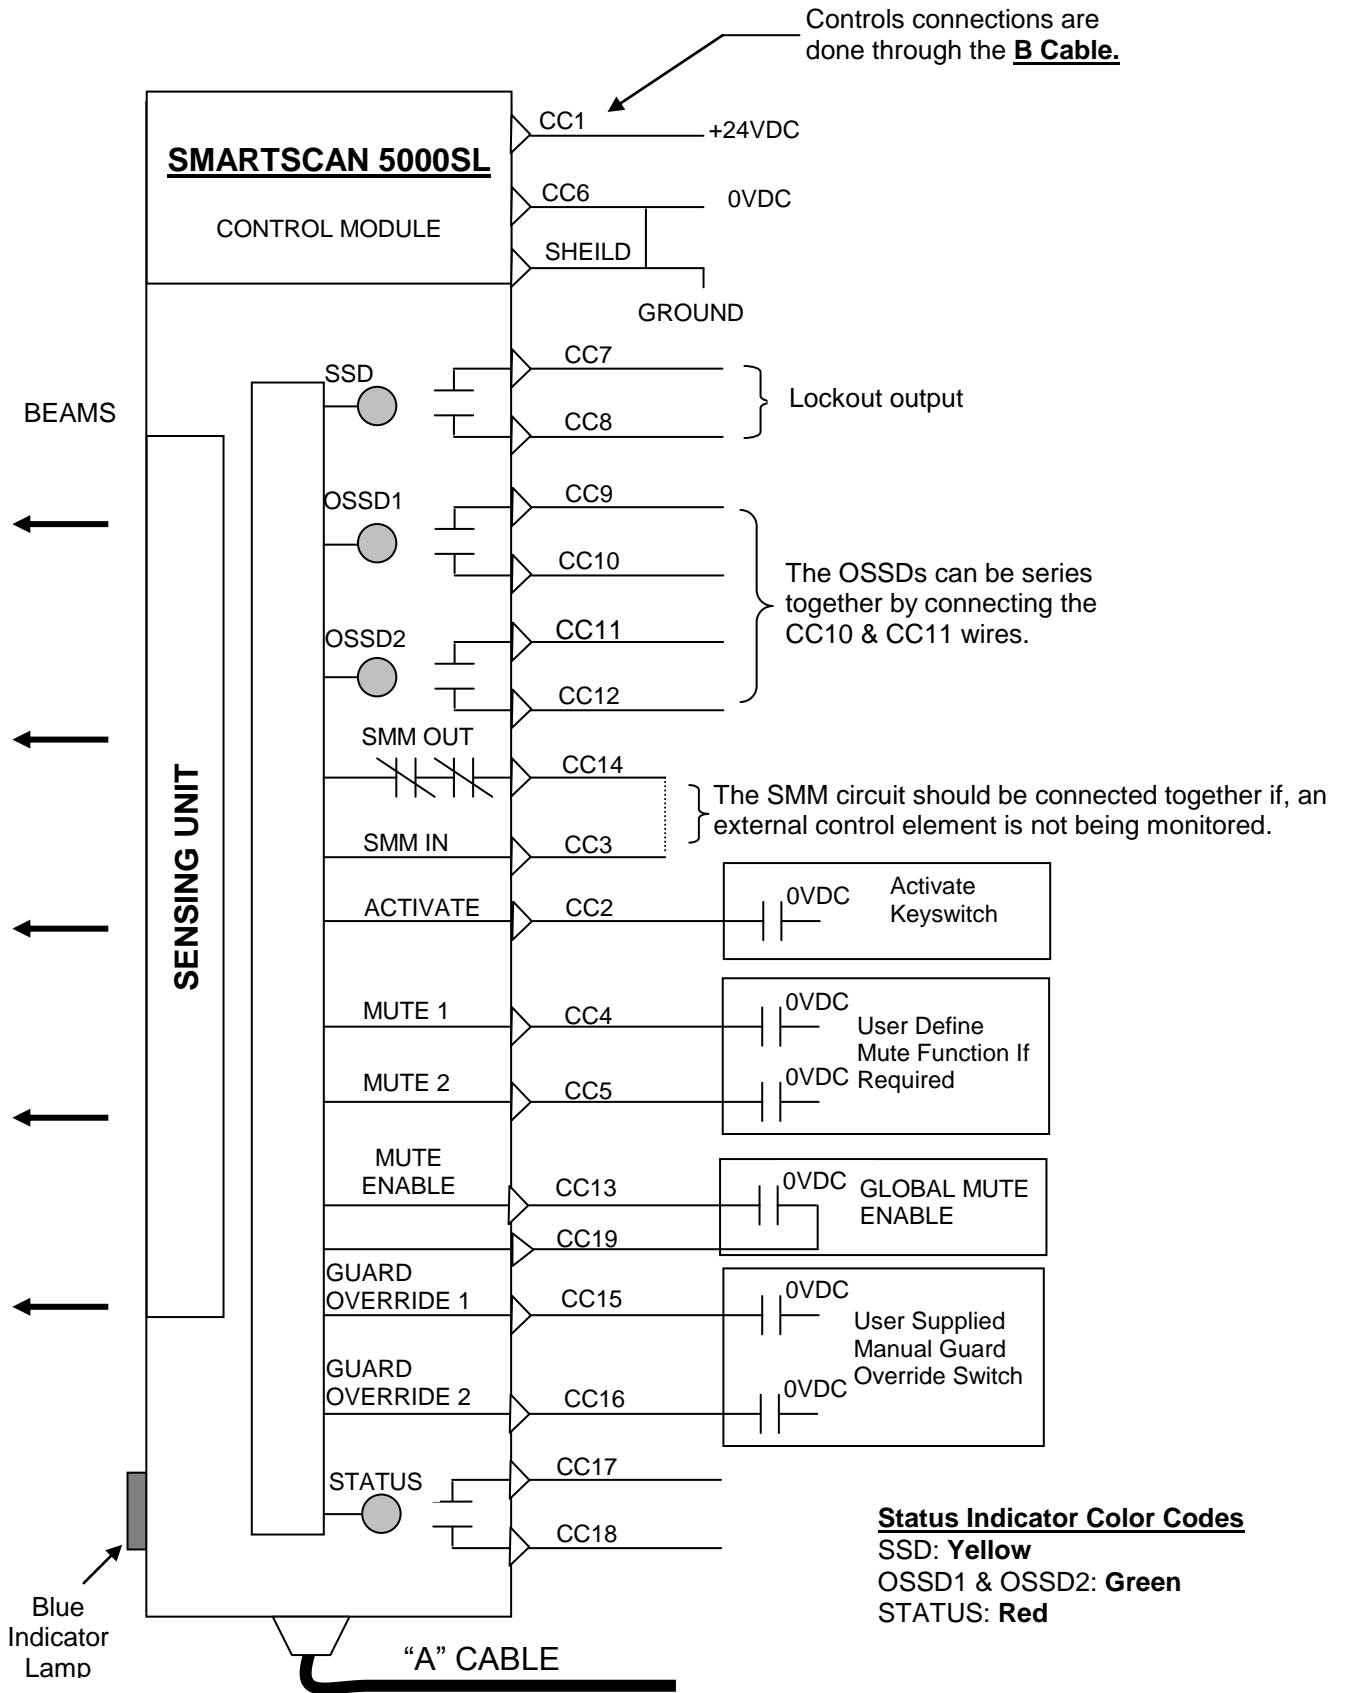 Controls connections are
done through the B Cable.
SMARTSCAN 5000SL
CONTROL MODULE
CC1
+24VDC
CC6
0VDC
SHEILD
GROUND
BEAMS
SSD
CC7
CC8
Lockout output
OSSD1
CC9
CC10
OSSD2
CC11
CC12
The OSSDs can be series
together by connecting the
CC10 & CC11 wires.
SENSING UNIT
SMM OUT
CC14
SMM IN
CC3
The SMM circuit should be connected together if, an
external control element is not being monitored.
ACTIVATE
CC2
0VDC
Activate
Keyswitch
MUTE 1
CC4
0VDC
MUTE 2
CC5
0VDC
User Define
Mute Function If
Required
MUTE
ENABLE
CC13
0VDC
GLOBAL MUTE
ENABLE
CC19
GUARD
OVERRIDE 1
CC15
0VDC
User Supplied
Manual Guard
Override Switch
GUARD
OVERRIDE 2
CC16
0VDC
STATUS
CC17
CC18
Status Indicator Color Codes
SSD: Yellow
OSSD1 & OSSD2: Green
STATUS: Red
Blue
Indicator
Lamp
“A” CABLE